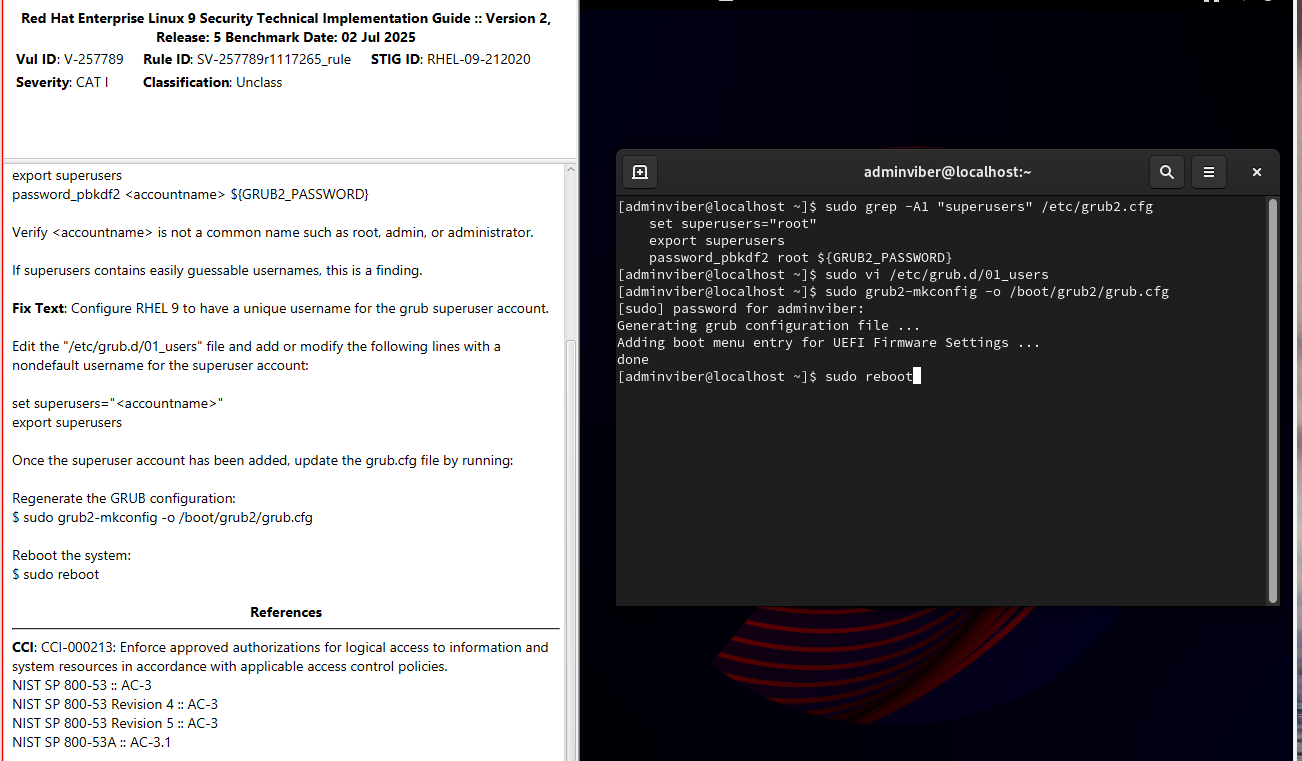 Red Hat Enterprise Linux 9 Security Technical Implementation Guide :: Version 2,
Release: 5 Benchmark Date: 02 Jul 2025
Vul ID: V-257789 Rule ID: SV-257789r1117265_rule STIG ID: RHEL-09-212020
Severity: CAT I Classification: Unclass
export superusers
password_pbkdf2 <accountname> ${GRUB2_PASSWORD}
Verify <accountname> is not a common name such as root, admin, or administrator.
If superusers contains easily guessable usernames, this is a finding.
Fix Text: Configure RHEL 9 to have a unique username for the grub superuser account.
Edit the "/etc/grub.d/01_users" file and add or modify the following lines with a
nondefault username for the superuser account:
set superusers="<accountname>"
export superusers
Once the superuser account has been added, update the grub.cfg file by running:
Regenerate the GRUB configuration:
$ sudo grub2-mkconfig -o /boot/grub2/grub.cfg
Reboot the system:
$ sudo reboot
References
CCI: CCI-000213: Enforce approved authorizations for logical access to information and
system resources in accordance with applicable access control policies.
NIST SP 800-53 :: AC-3
NIST SP 800-53 Revision 4 :: AC-3
NIST SP 800-53 Revision 5 :: AC-3
NIST SP 800-53A :: AC-3.1
adminviber@localhost:~
[adminviber@localhost ~]$ sudo grep -A1 "superusers" /etc/grub2.cfg
set superusers="root"
export superusers
password_pbkdf2 root ${GRUB2_PASSWORD}
[adminviber@localhost ~]$ sudo vi /etc/grub.d/01_users
[adminviber@localhost ~]$ sudo grub2-mkconfig -o /boot/grub2/grub.cfg
[sudo] password for adminviber:
Generating grub configuration file ...
Adding boot menu entry for UEFI Firmware Settings ...
done
[adminviber@localhost ~]$ sudo reboot